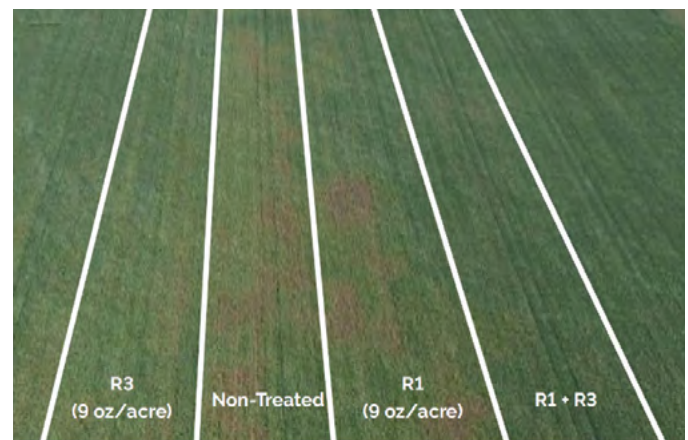 R3
(9 oz/acre)
Non-Treated
R1
(9 oz/acre)
R1 + R3